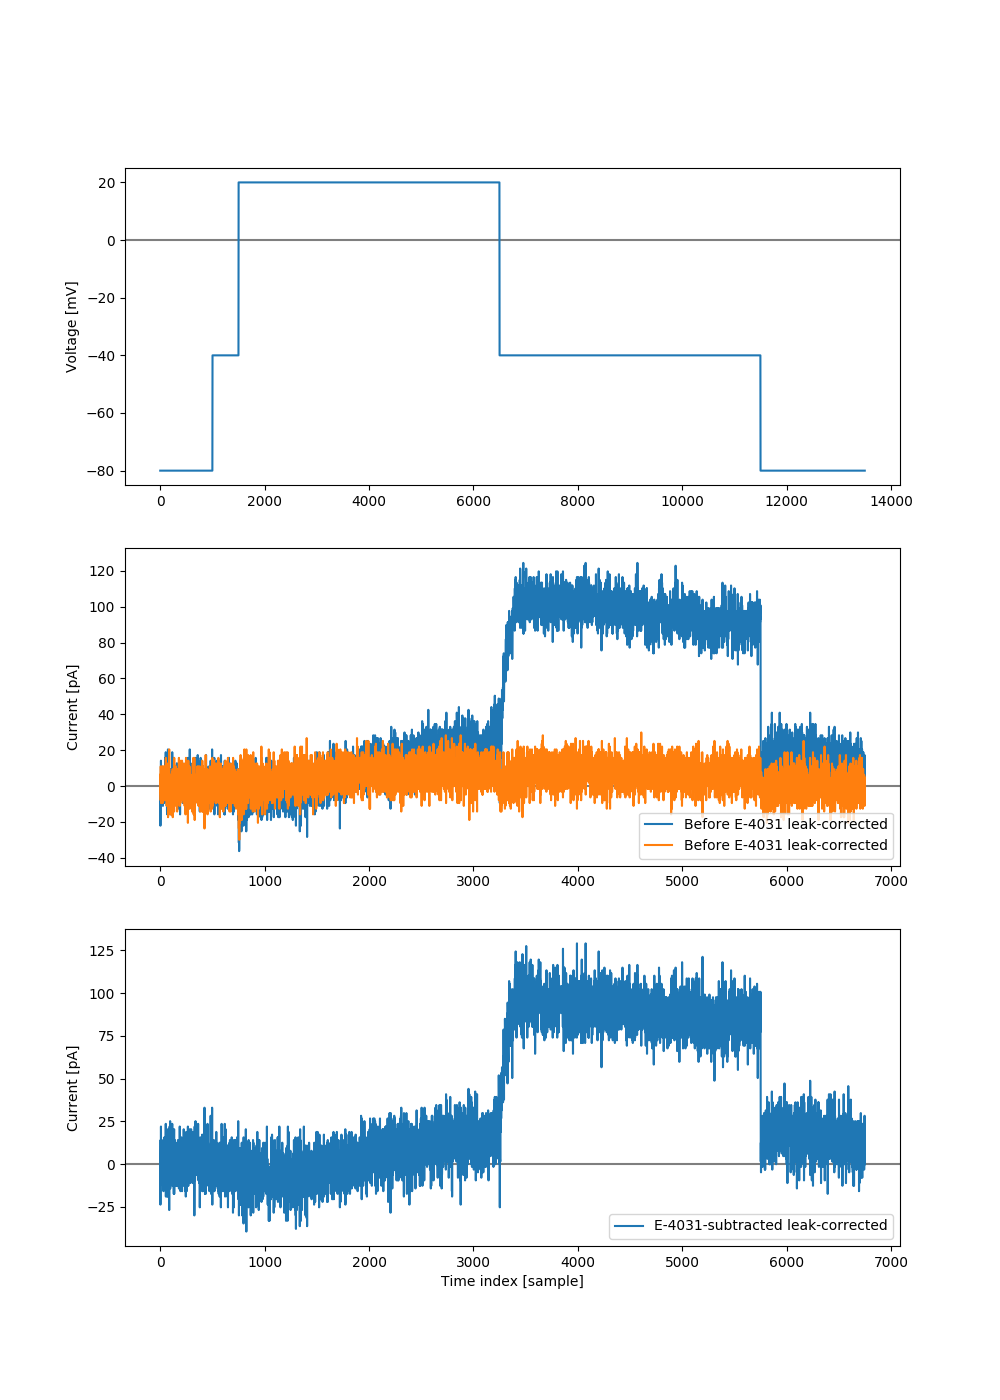 Voltage [mV]
20
0
−20
−40
−60
−80
0 2000 4000 6000 8000 10000 12000 14000
Current [pA]
120
100
80
60
40
20
0
−20
−40
Before E-4031 leak-corrected
Before E-4031 leak-corrected
0 1000 2000 3000 4000 5000 6000 7000
Current [pA]
125
100
75
50
25
0
−25
E-4031-subtracted leak-corrected
0 1000 2000 3000 4000 5000 6000 7000
Time index [sample]